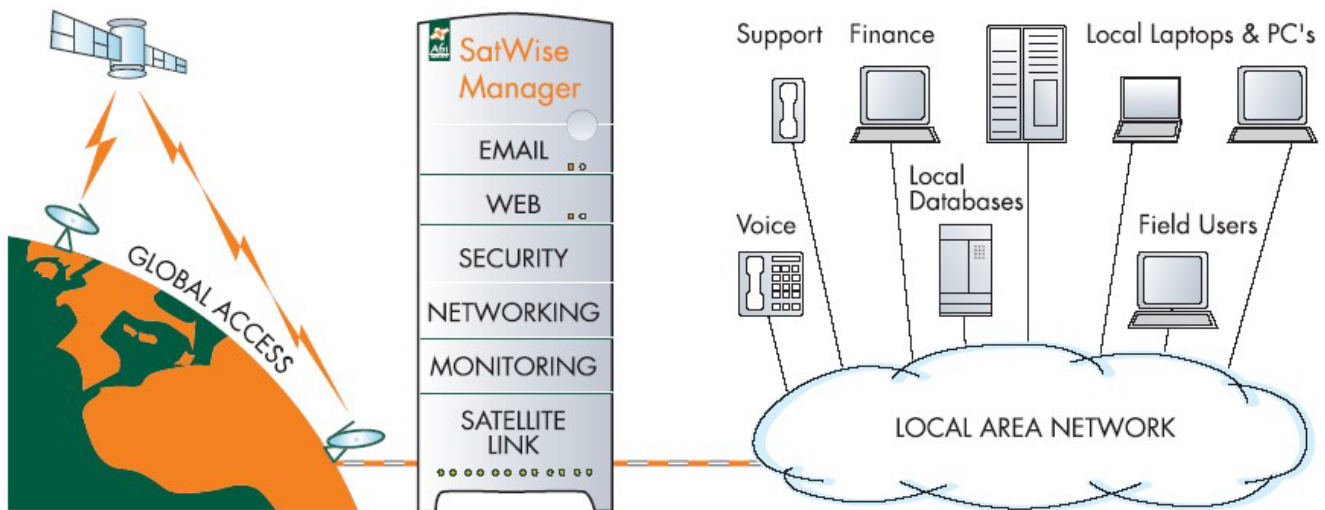 Afri
SatWise
Manager
EMAIL
WEB
SECURITY
NETWORKING
MONITORING
SATELLITE
LINK
GLOBAL ACCESS
Support
Finance
Local Laptops & PC's
Local
Databases
Voice
Field Users
LOCAL AREA NETWORK